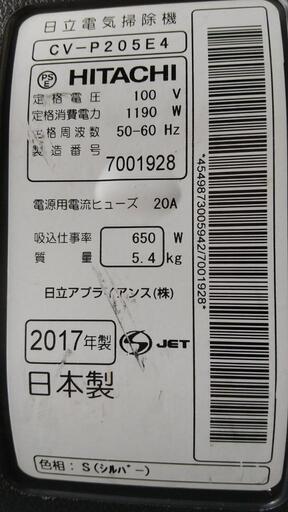 日立電気掃除機
CV-P205E4
PS E HITACHI
定格電圧 100 V
定格消費電力 1190 W
定格周波数 50-60 Hz
製造番号 7001928
電源用電流ヒューズ 20A
吸込仕事率 650 W
質量 5.4 kg
日立アプライアンス(株)
2017年製 S JET
日本製
色相:S(シルバー)
*4549873005942/7001928*